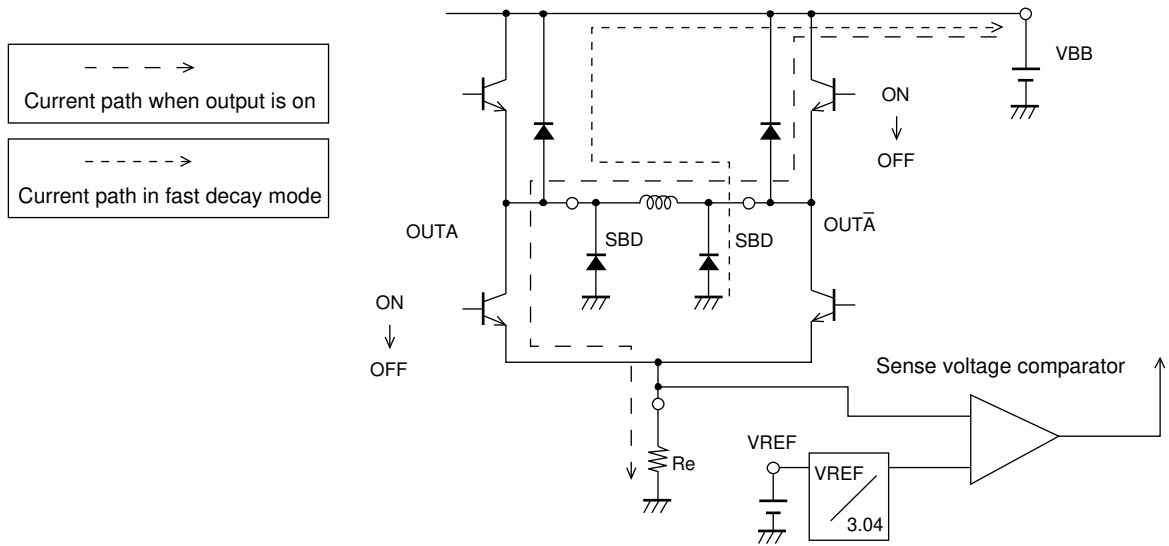 Current path when output is on
Current path in fast decay mode
VBB
ON
OFF
OUTA
SBD
SBD
OUTA̅
ON
OFF
Sense voltage comparator
VREF
Re
VREF
3.04